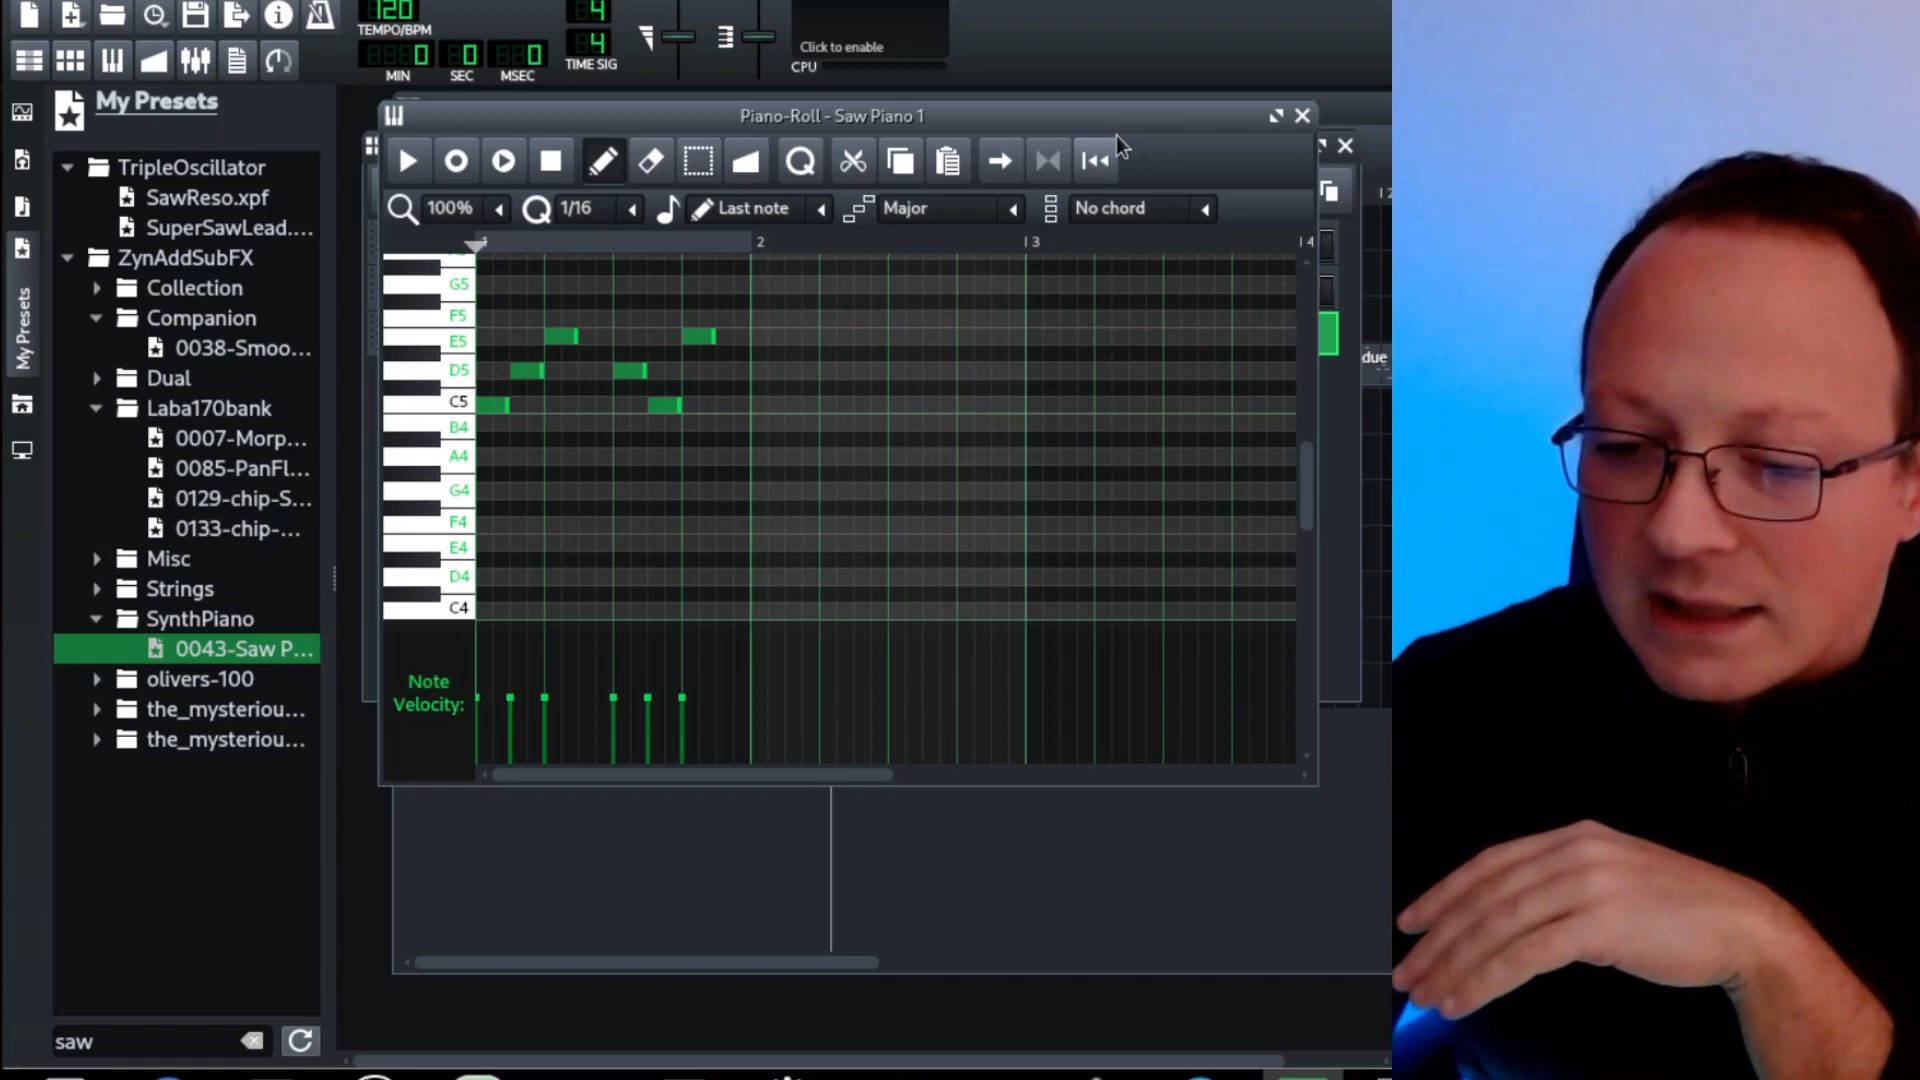 120
TEMPO/BPM
0
MIN
0
SEC
0
MSEC
4
4
TIME SIG
Click to enable
CPU
My Presets
My Presets
TripleOscillator
SawReso.xpf
SuperSawLead....
ZynAddSubFX
Collection
Companion
0038-Smoo...
Dual
Laba170bank
0007-Morp...
0085-PanFl...
0129-chip-S...
0133-chip-...
Misc
Strings
SynthPiano
0043-Saw P...
olivers-100
the_mysteriou...
the_mysteriou...
saw
Piano-Roll - Saw Piano 1
100%
Q
1/16
Last note
Major
No chord
2
3
4
G5
F5
E5
D5
C5
B4
A4
G4
F4
E4
D4
C4
Note
Velocity:
due